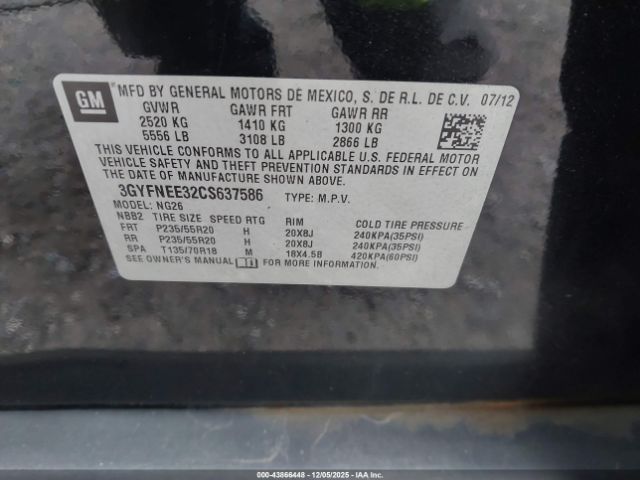 GM
MFD BY GENERAL MOTORS DE MEXICO, S. DE R.L. DE C.V. 07/12
GVWR GAWR FRT GAWR RR
2520 KG 1410 KG 1300 KG
5556 LB 3108 LB 2866 LB
THIS VEHICLE CONFORMS TO ALL APPLICABLE U.S. FEDERAL MOTOR
VEHICLE SAFETY AND THEFT PREVENTION STANDARDS IN EFFECT ON
THE DATE OF MANUFACTURE SHOWN ABOVE.
3GYFNEE32CS637586 TYPE: M.P.V.
MODEL: NG26
NBB2 TIRE SIZE SPEED RTG RIM COLD TIRE PRESSURE
FRT P235/55R20 H 20X8J 240KPA(35PSI)
RR P235/55R20 H 20X8J 240KPA(35PSI)
SPA T135/70R18 M 18X4.5B 420KPA(60PSI)
SEE OWNER'S MANUAL FOR MORE INFORMATION.
© IAA 00-43866448 - 12/05/2025 - COPART